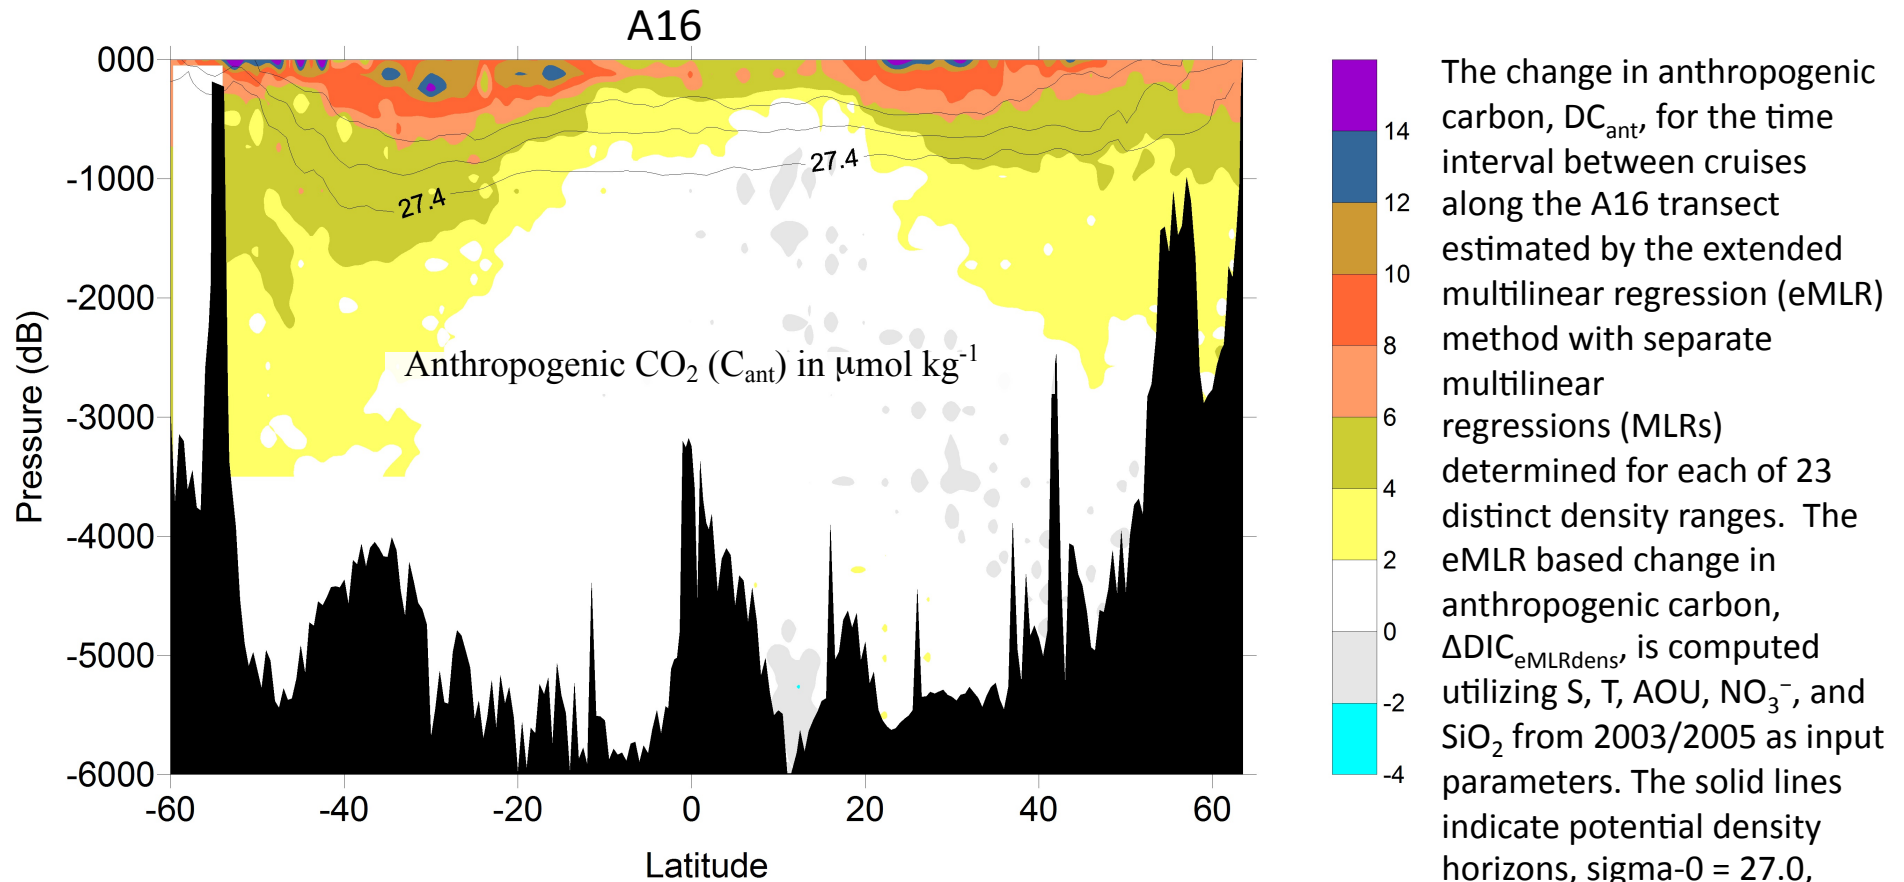 A16
000
-1000
-2000
-3000
-4000
-5000
-6000
Pressure (dB)
-60
-40
-20
0
20
40
60
Latitude
27.4
27.4
Anthropogenic CO₂ (Cₐₙₜ) in μmol kg⁻¹
14
12
10
8
6
4
2
0
-2
-4
The change in anthropogenic
carbon, DCₐₙₜ, for the time
interval between cruises
along the A16 transect
estimated by the extended
multilinear regression (eMLR)
method with separate
multilinear
regressions (MLRs)
determined for each of 23
distinct density ranges. The
eMLR based change in
anthropogenic carbon,
ΔDICeMLRdens, is computed
utilizing S, T, AOU, NO₃⁻, and
SiO₂ from 2003/2005 as input
parameters. The solid lines
indicate potential density
horizons, sigma-0 = 27.0,